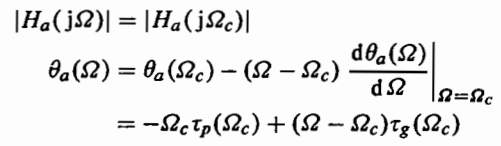 |H_a(jΩ)| = |H_a(jΩ_c)|
θ_a(Ω) = θ_a(Ω_c) − (Ω − Ω_c) dθ_a(Ω)/dΩ |_{Ω=Ω_c}
= −Ω_c τ_p(Ω_c) + (Ω − Ω_c)τ_g(Ω_c)